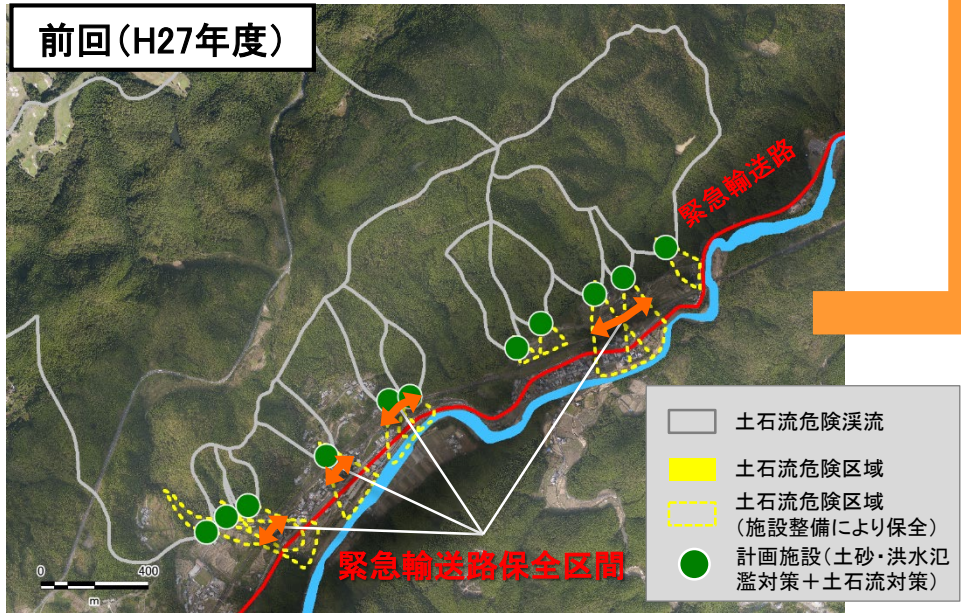 前回(H27年度)
緊急輸送路
緊急輸送路保全区間
0 400
m
土石流危険渓流
土石流危険区域
土石流危険区域
(施設整備により保全)
計画施設(土砂・洪水氾
濫対策+土石流対策)